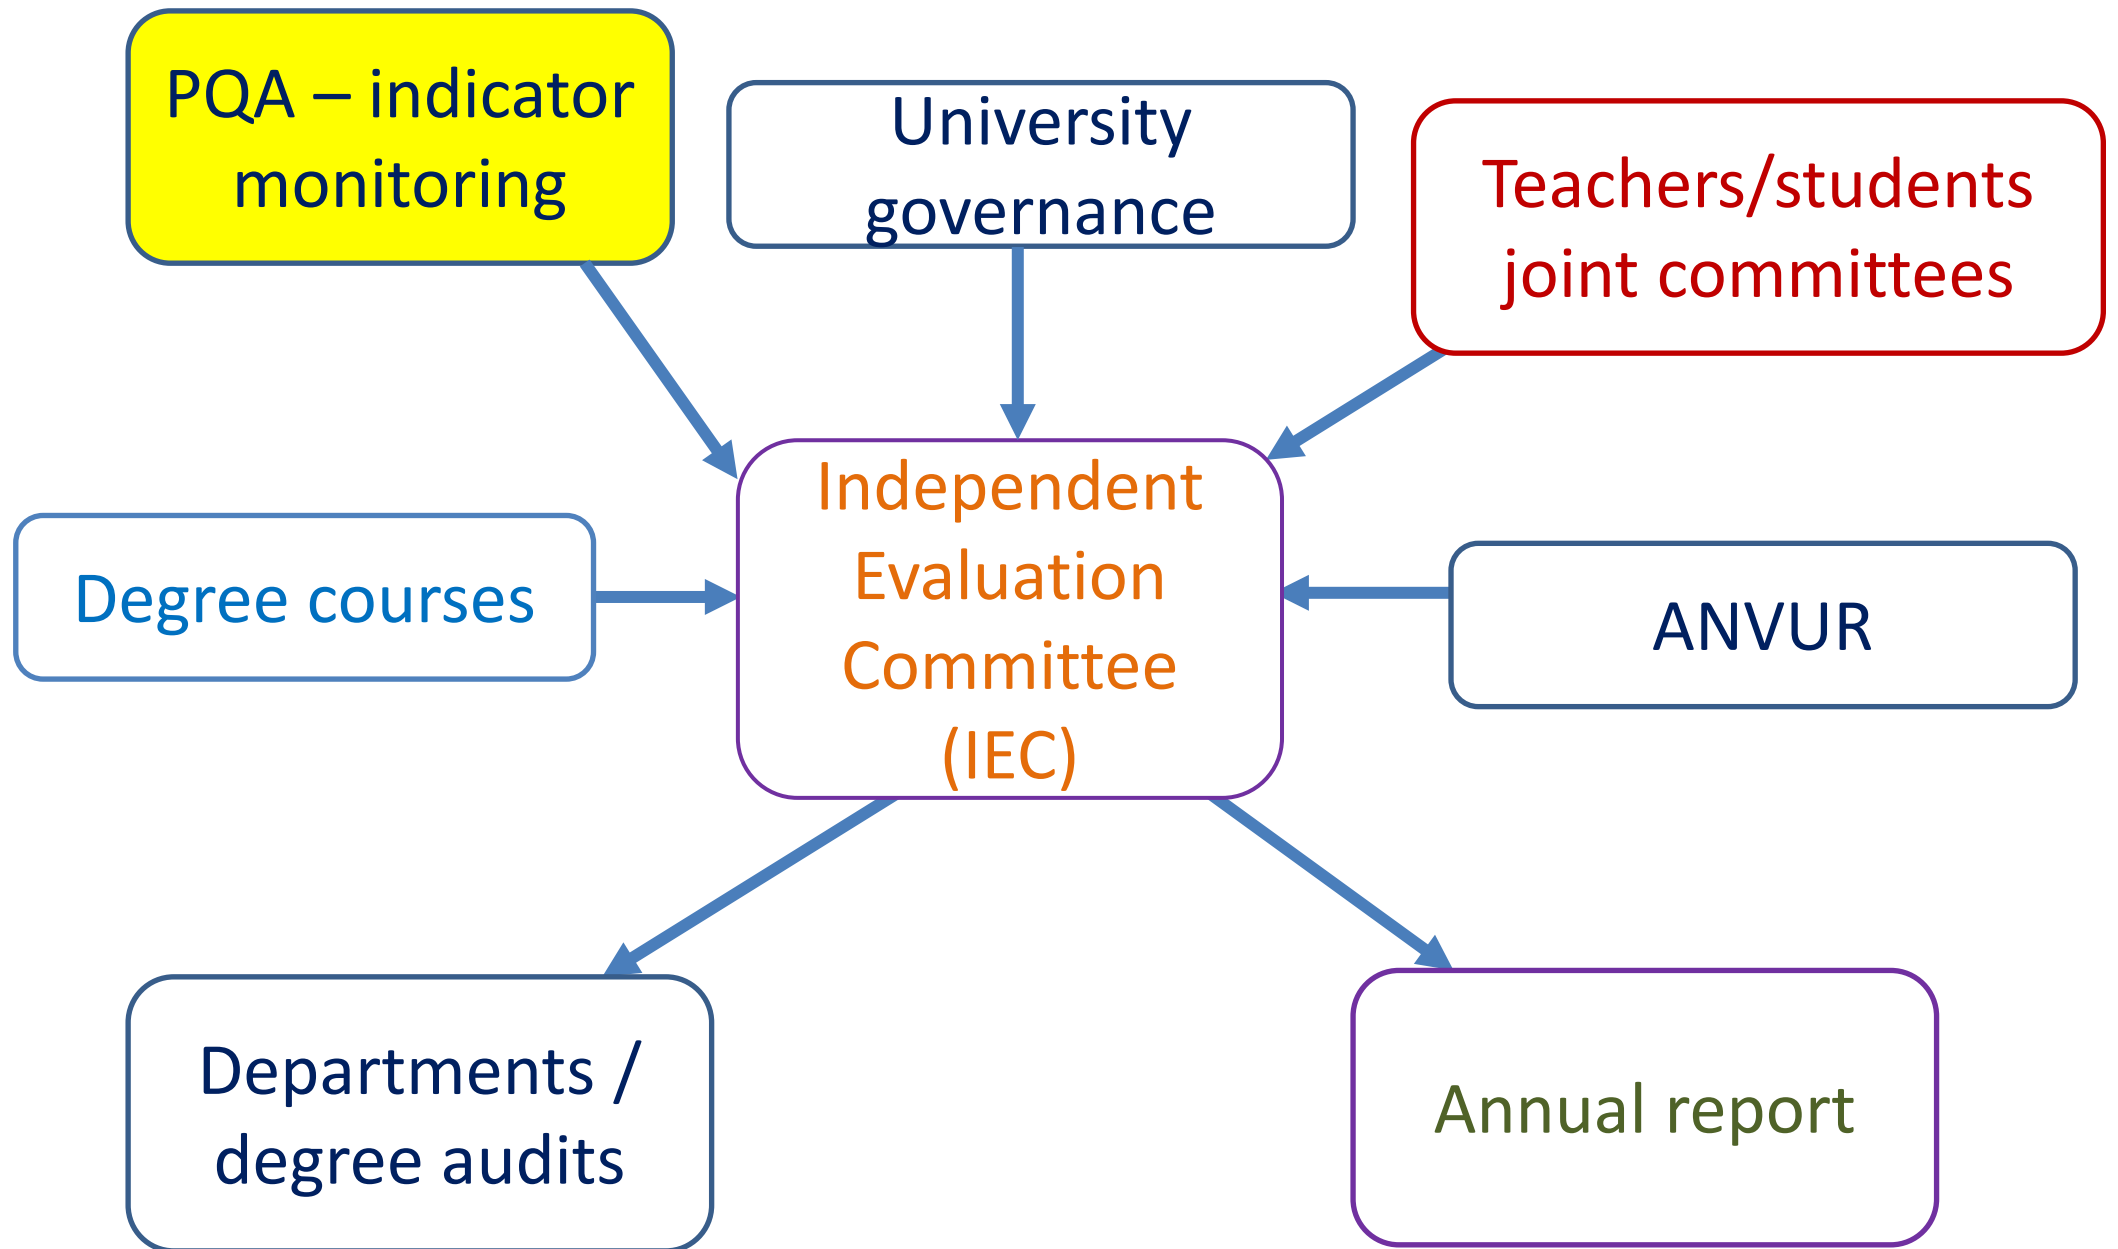 PQA – indicator
monitoring
University
governance
Teachers/students
joint committees
Degree courses
Independent
Evaluation
Committee
(IEC)
ANVUR
Departments /
degree audits
Annual report